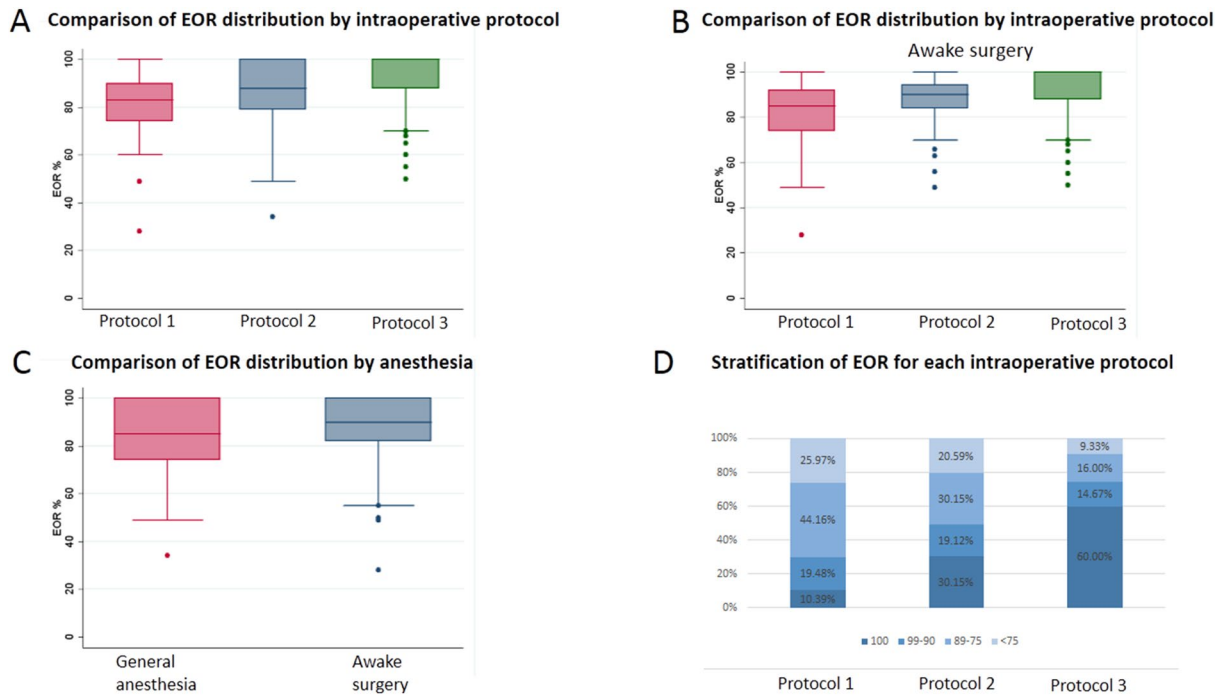 A Comparison of EOR distribution by intraoperative protocol
100
80
60
40
20
0
EOR %
Protocol 1 Protocol 2 Protocol 3
B Comparison of EOR distribution by intraoperative protocol
Awake surgery
100
80
60
40
20
0
EOR %
Protocol 1 Protocol 2 Protocol 3
C Comparison of EOR distribution by anesthesia
100
80
60
40
20
0
EOR %
General anesthesia
Awake surgery
D Stratification of EOR for each intraoperative protocol
100%
80%
60%
40%
20%
0%
25.97% 20.59% 9.33%
44.16% 30.15% 16.00%
19.48% 19.12% 14.67%
10.39% 30.15% 60.00%
100 99-90 89-75 <75
Protocol 1 Protocol 2 Protocol 3